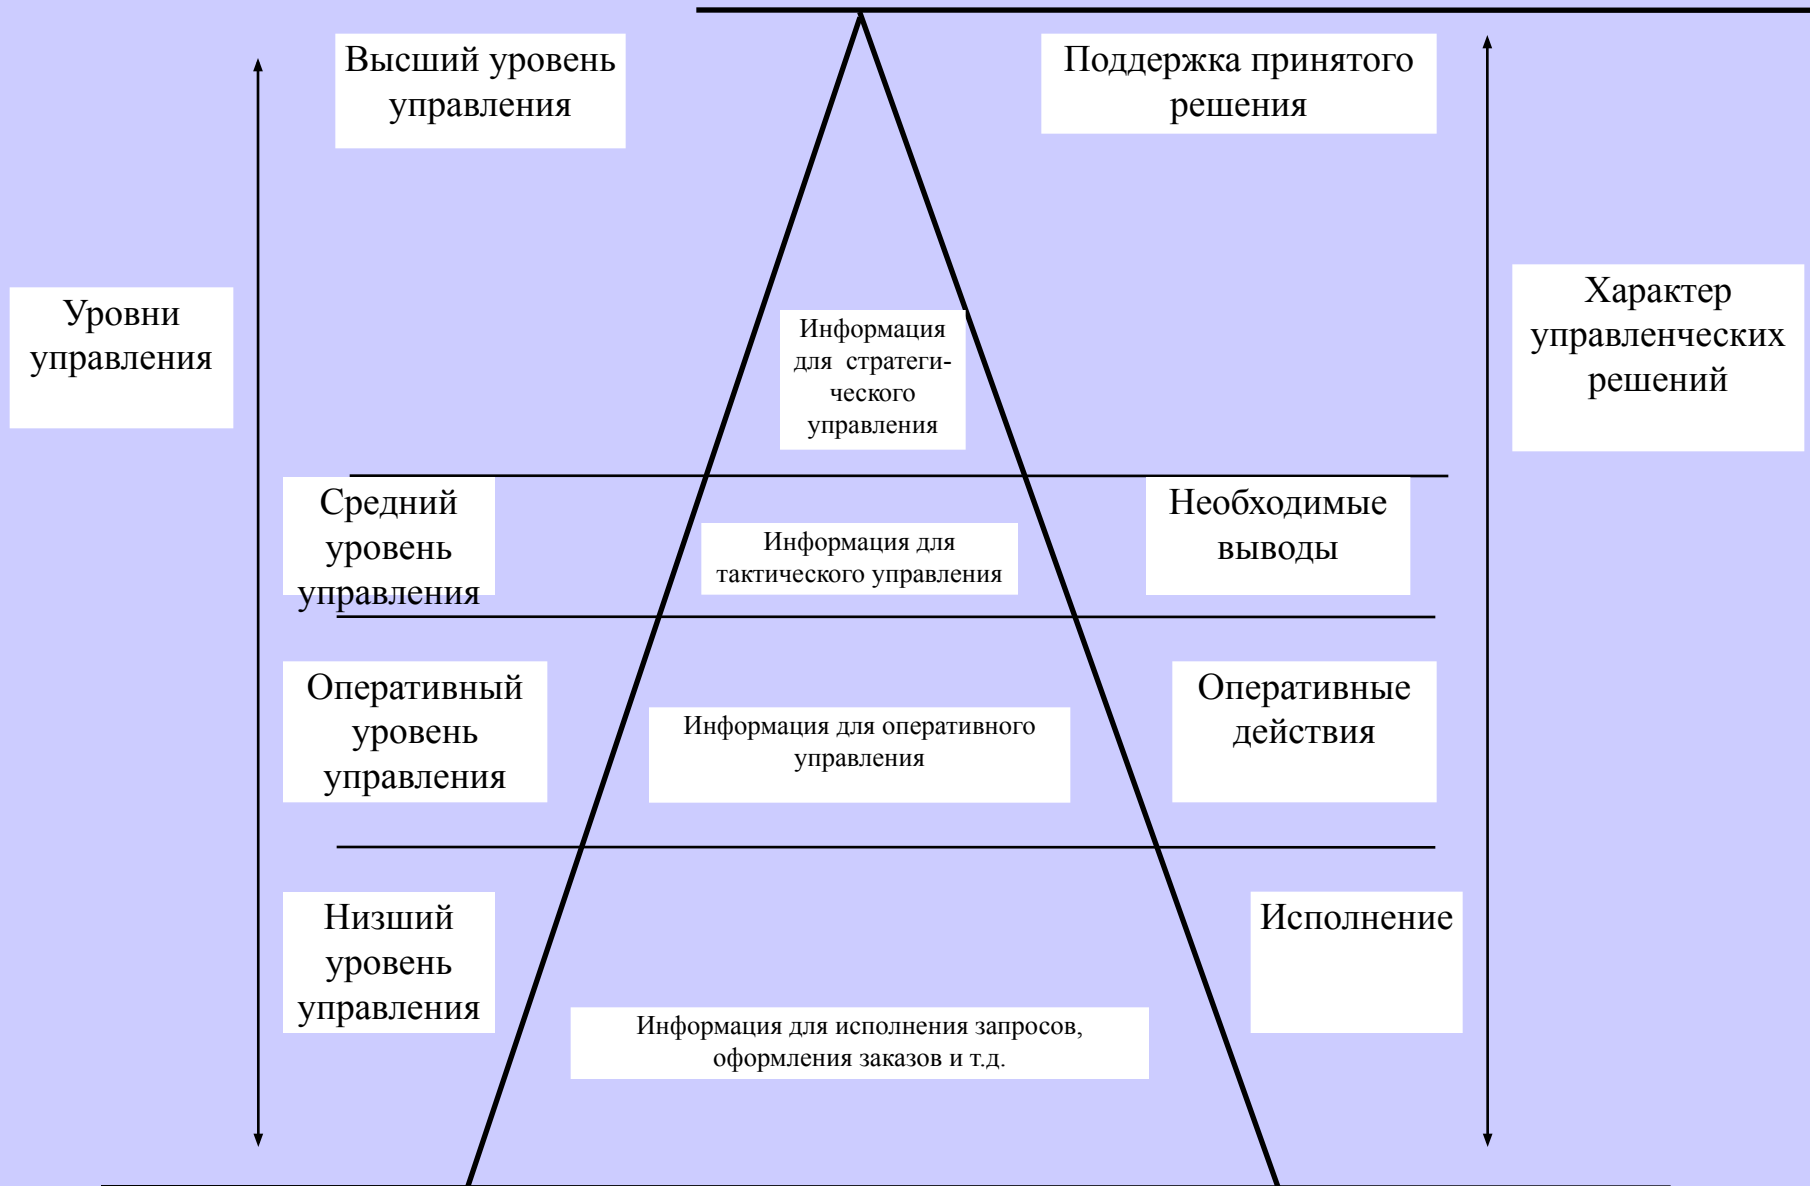 Высший уровень
управления
Поддержка принятого
решения
Уровни
управления
Характер
управленческих
решений
Информация
для стратеги-
ческого
управления
Средний
уровень
управления
Информация для
тактического управления
Необходимые
выводы
Оперативный
уровень
управления
Информация для оперативного
управления
Оперативные
действия
Низший
уровень
управления
Исполнение
Информация для исполнения запросов,
оформления заказов и т.д.